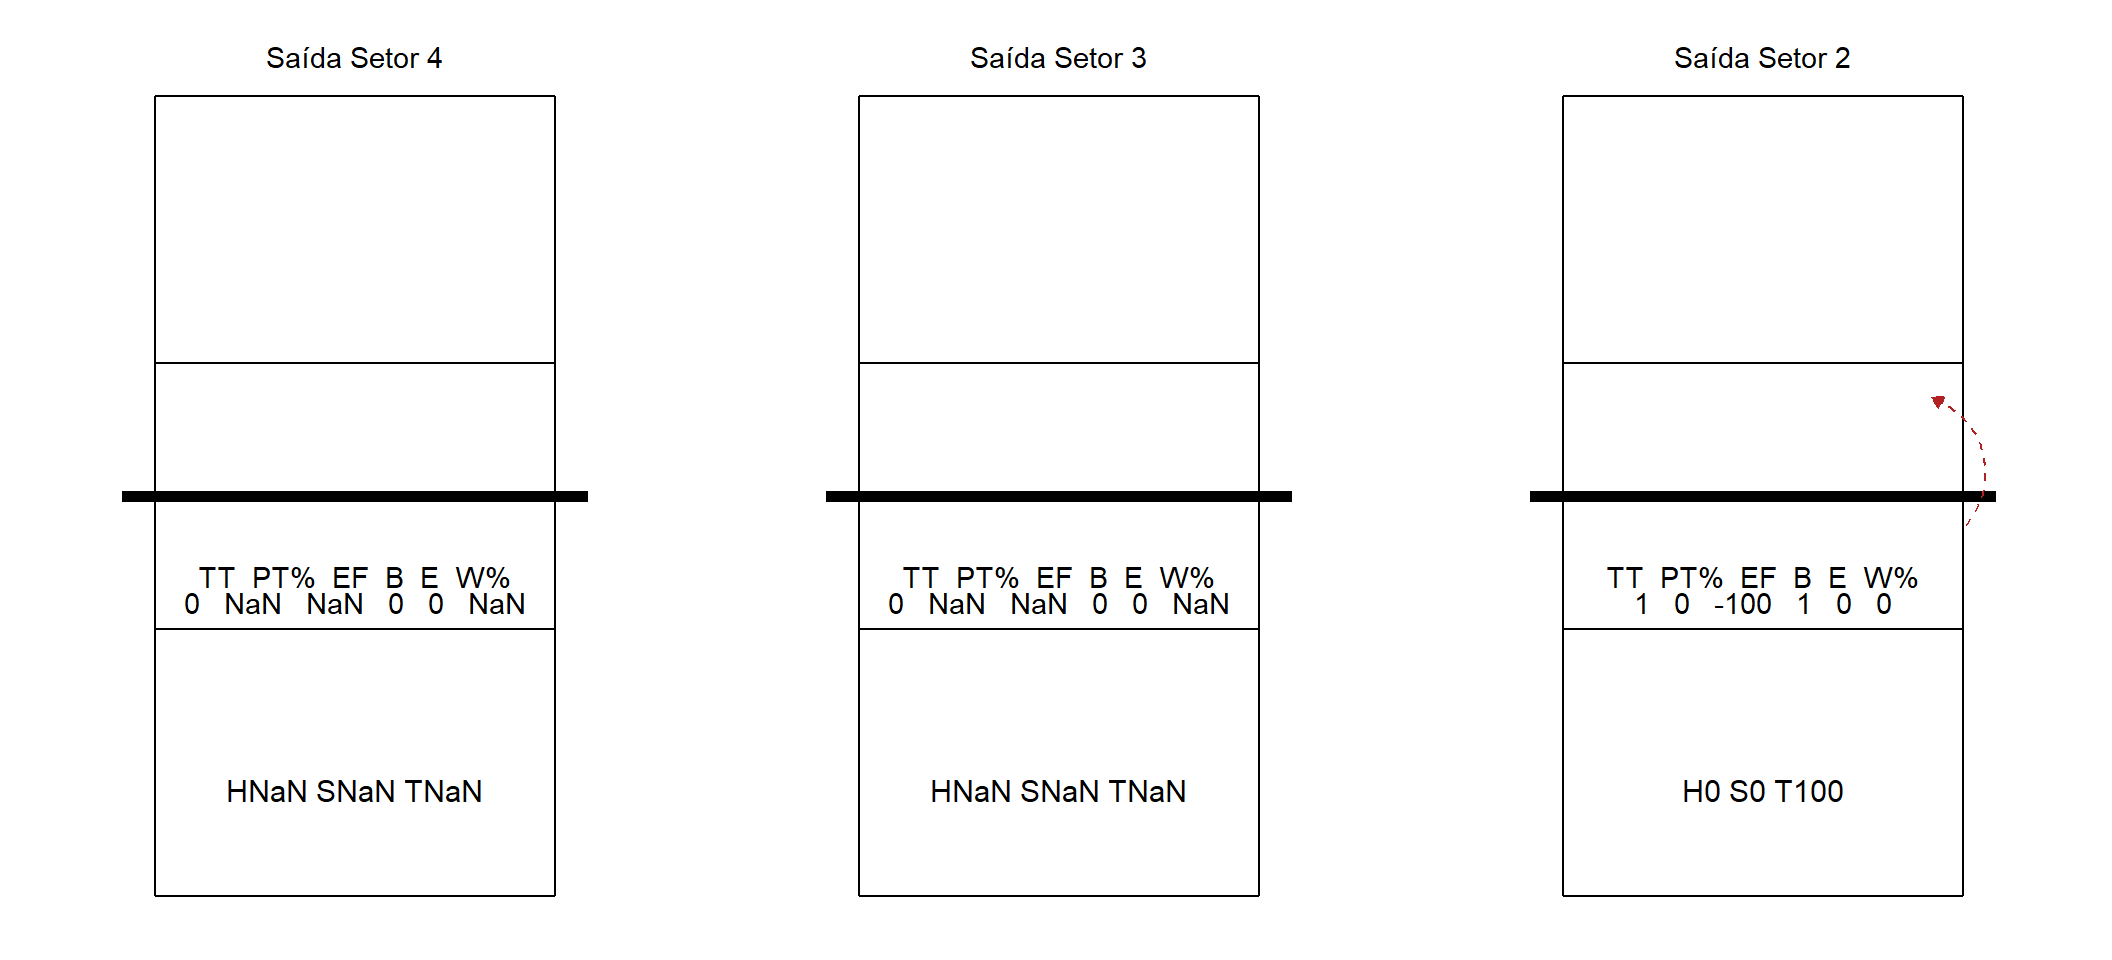 Saída Setor 4
TT PT% EF B E W%
0 NaN NaN 0 0 NaN
HNaN SNaN TNaN
Saída Setor 3
TT PT% EF B E W%
0 NaN NaN 0 0 NaN
HNaN SNaN TNaN
Saída Setor 2
TT PT% EF B E W%
1 0 -100 1 0 0
H0 S0 T100